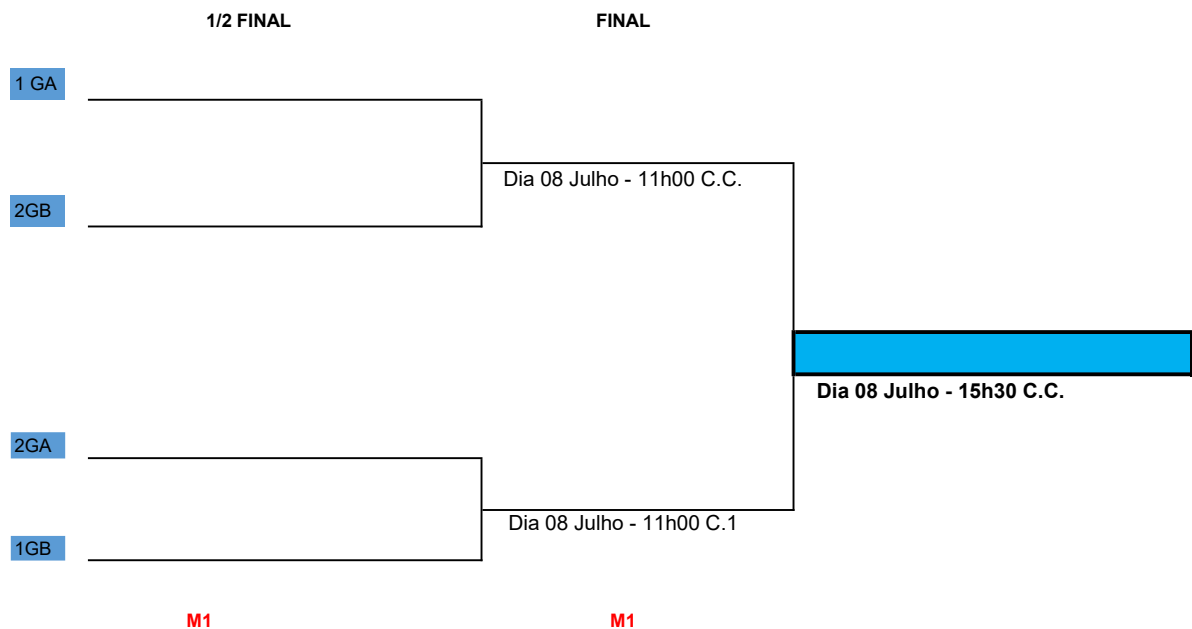 1/2 FINAL FINAL
1 GA
Dia 08 Julho - 11h00 C.C.
2GB
Dia 08 Julho - 15h30 C.C.
2GA
Dia 08 Julho - 11h00 C.1
1GB
M1 M1